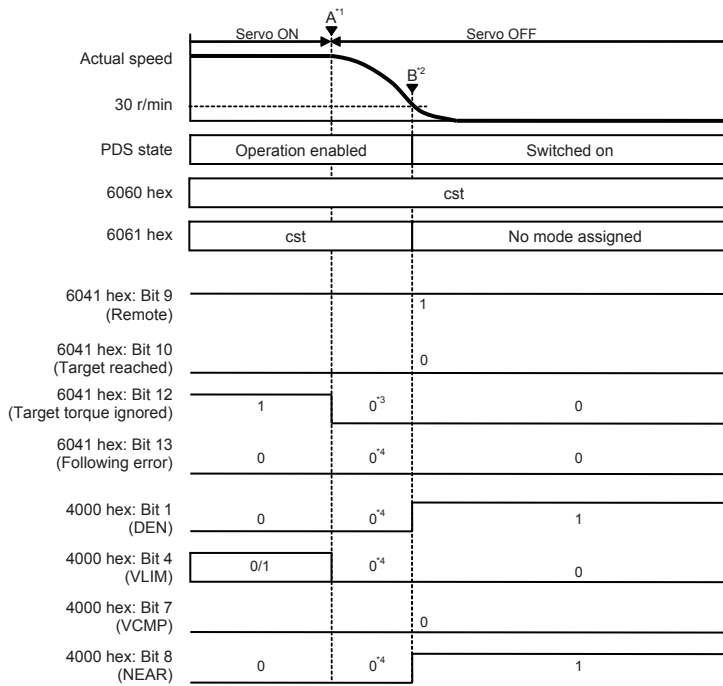 A*1
Servo ON Servo OFF
Actual speed
B*2
30 r/min
PDS state Operation enabled Switched on
6060 hex cst
6061 hex cst No mode assigned
6041 hex: Bit 9
(Remote)
1
6041 hex: Bit 10
(Target reached)
0
6041 hex: Bit 12
(Target torque ignored)
1 0*3 0
6041 hex: Bit 13
(Following error)
0 0*4 0
4000 hex: Bit 1
(DEN)
0 0*4 1
4000 hex: Bit 4
(VLIM)
0/1 0*4 0
4000 hex: Bit 7
(VCMP)
0
4000 hex: Bit 8
(NEAR)
0 0*4 1